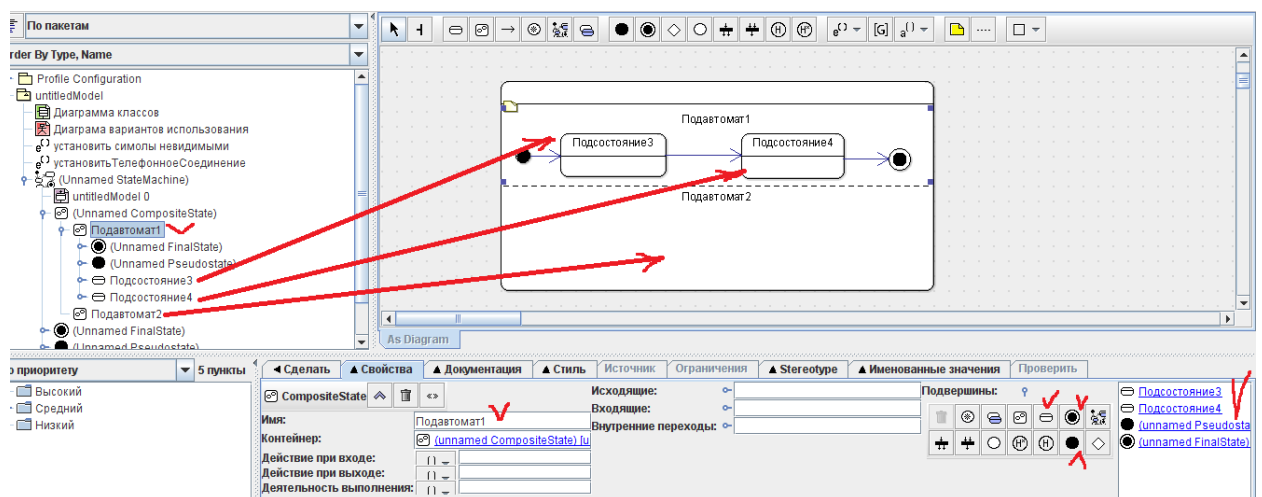 По пакетам
rder By Type, Name
Profile Configuration
untitledModel
Диаграмма классов
Диаграма вариантов использования
установить симолы невидимыми
установитьТелефонноеСоединение
(Unnamed StateMachine)
untitledModel 0
(Unnamed CompositeState)
Подавтомат1
(Unnamed FinalState)
(Unnamed Pseudostate)
Подсостояние3
Подсостояние4
Подавтомат2
(Unnamed FinalState)
(Unnamed Pseudostate)
[G]
Подавтомат1
Подсостояние3
Подсостояние4
Подавтомат2
As Diagram
о приоритету
5 пункты
Высокий
Средний
Низкий
Сделать
Свойства
Документация
Стиль
Источник
Ограничения
Stereotype
Именованные значения
Проверить
CompositeState
Имя:
Подавтомат1
Контейнер:
(unnamed CompositeState) [u
Действие при входе:
Действие при выходе:
Деятельность выполнения:
Исходящие:
Входящие:
Внутренние переходы:
Подвершины:
Подсостояние3
Подсостояние4
(unnamed Pseudosta
(unnamed FinalState)